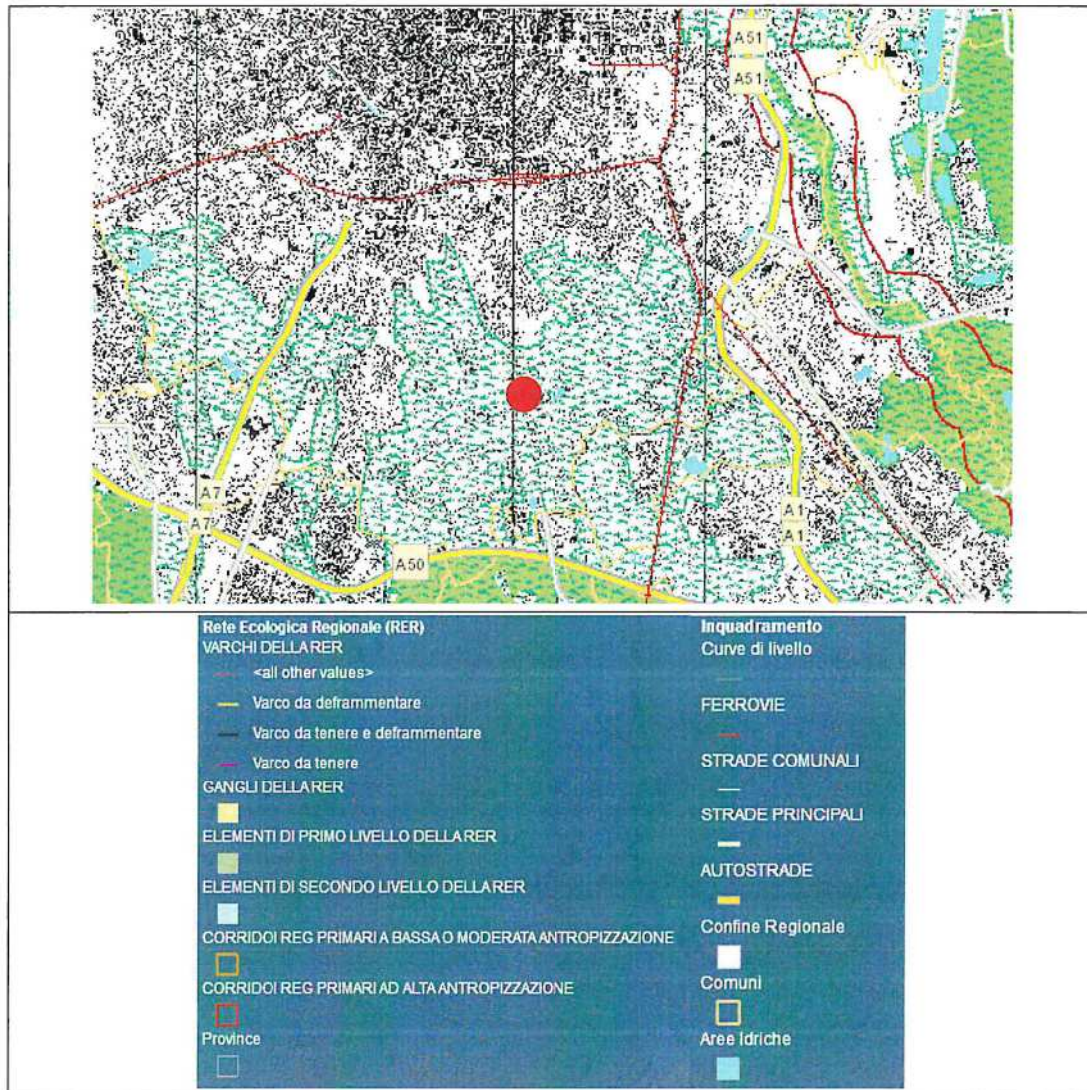 A51
A51
A7
A7
A50
A1
A1
Rete Ecologica Regionale (RER)
VARCHI DELLA RER
<all other values>
Varco da deframmentare
Varco da tenere e deframmentare
Varco da tenere
GANGLI DELLA RER
ELEMENTI DI PRIMO LIVELLO DELLA RER
ELEMENTI DI SECONDO LIVELLO DELLA RER
CORRIDOI REG PRIMARI A BASSA O MODERATA ANTROPIZZAZIONE
CORRIDOI REG PRIMARI AD ALTA ANTROPIZZAZIONE
Province
Inquadramento
Curve di livello
FERROVIE
STRADE COMUNALI
STRADE PRINCIPALI
AUTOSTRADE
Confine Regionale
Comuni
Aree Idriche